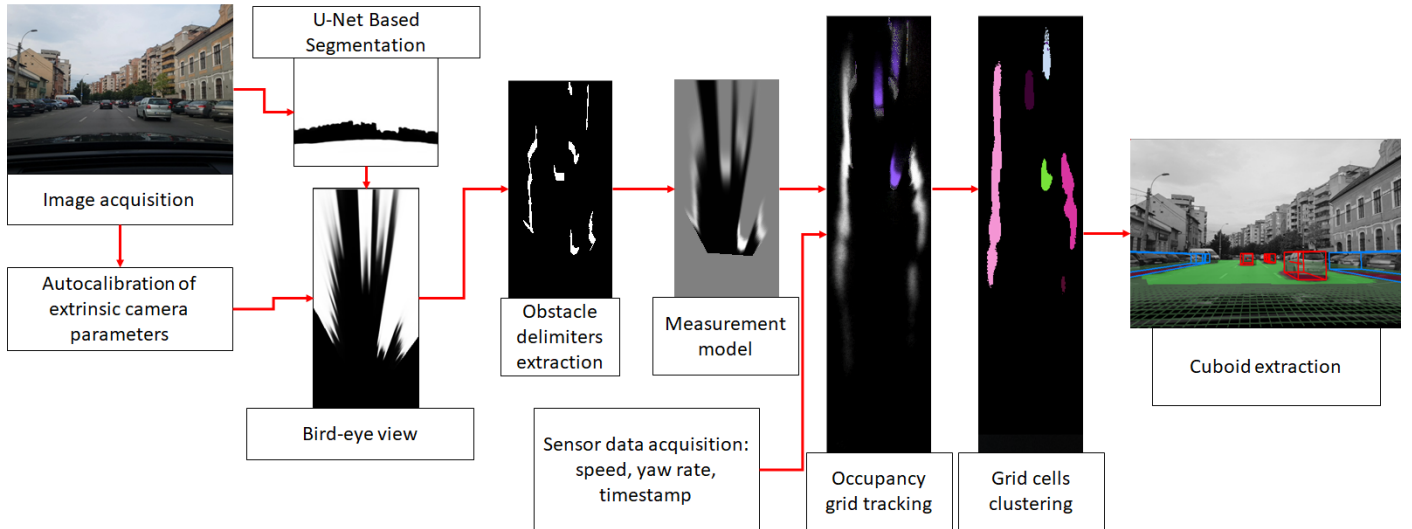 U-Net Based
Segmentation
Image acquisition
Autocalibration of
extrinsic camera
parameters
Bird-eye view
Obstacle
delimiters
extraction
Measurement
model
Sensor data acquisition:
speed, yaw rate,
timestamp
Occupancy
grid tracking
Grid cells
clustering
Cuboid extraction